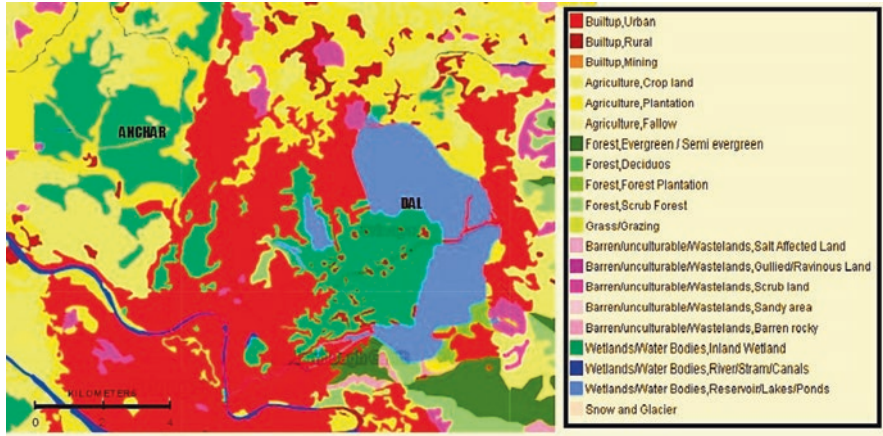 ANCHAR
DAL
KILOMETERS
0 2 4
Builtup,Urban
Builtup,Rural
Builtup,Mining
Agriculture,Crop land
Agriculture,Plantation
Agriculture,Fallow
Forest,Evergreen / Semi evergreen
Forest,Deciduos
Forest,Forest Plantation
Forest,Scrub Forest
Grass/Grazing
Barren/unculturable/Wastelands,Salt Affected Land
Barren/unculturable/Wastelands,Gullied/Ravinous Land
Barren/unculturable/Wastelands,Scrub land
Barren/unculturable/Wastelands,Sandy area
Barren/unculturable/Wastelands,Barren rocky
Wetlands/Water Bodies,Inland Wetland
Wetlands/Water Bodies,River/Stram/Canals
Wetlands/Water Bodies,Reservoir/Lakes/Ponds
Snow and Glacier